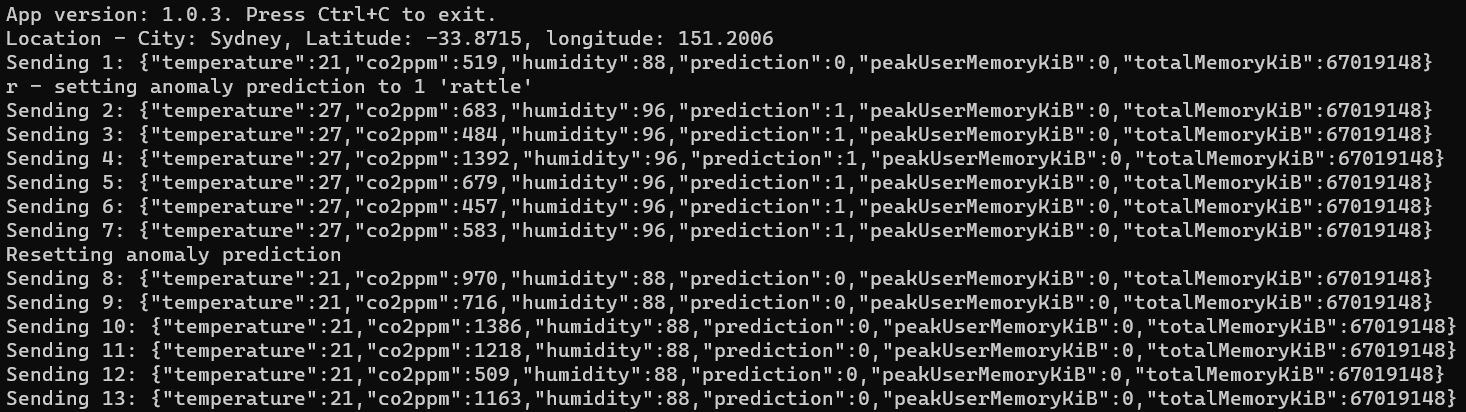 App version: 1.0.3. Press Ctrl+C to exit.
Location - City: Sydney, Latitude: -33.8715, longitude: 151.2006
Sending 1: {"temperature":21,"co2ppm":519,"humidity":88,"prediction":0,"peakUserMemoryKiB":0,"totalMemoryKiB":67019148}
r - setting anomaly prediction to 1 'rattle'
Sending 2: {"temperature":27,"co2ppm":683,"humidity":96,"prediction":1,"peakUserMemoryKiB":0,"totalMemoryKiB":67019148}
Sending 3: {"temperature":27,"co2ppm":484,"humidity":96,"prediction":1,"peakUserMemoryKiB":0,"totalMemoryKiB":67019148}
Sending 4: {"temperature":27,"co2ppm":1392,"humidity":96,"prediction":1,"peakUserMemoryKiB":0,"totalMemoryKiB":67019148}
Sending 5: {"temperature":27,"co2ppm":679,"humidity":96,"prediction":1,"peakUserMemoryKiB":0,"totalMemoryKiB":67019148}
Sending 6: {"temperature":27,"co2ppm":457,"humidity":96,"prediction":1,"peakUserMemoryKiB":0,"totalMemoryKiB":67019148}
Sending 7: {"temperature":27,"co2ppm":583,"humidity":96,"prediction":1,"peakUserMemoryKiB":0,"totalMemoryKiB":67019148}
Resetting anomaly prediction
Sending 8: {"temperature":21,"co2ppm":970,"humidity":88,"prediction":0,"peakUserMemoryKiB":0,"totalMemoryKiB":67019148}
Sending 9: {"temperature":21,"co2ppm":716,"humidity":88,"prediction":0,"peakUserMemoryKiB":0,"totalMemoryKiB":67019148}
Sending 10: {"temperature":21,"co2ppm":1386,"humidity":88,"prediction":0,"peakUserMemoryKiB":0,"totalMemoryKiB":67019148}
Sending 11: {"temperature":21,"co2ppm":1218,"humidity":88,"prediction":0,"peakUserMemoryKiB":0,"totalMemoryKiB":67019148}
Sending 12: {"temperature":21,"co2ppm":509,"humidity":88,"prediction":0,"peakUserMemoryKiB":0,"totalMemoryKiB":67019148}
Sending 13: {"temperature":21,"co2ppm":1163,"humidity":88,"prediction":0,"peakUserMemoryKiB":0,"totalMemoryKiB":67019148}